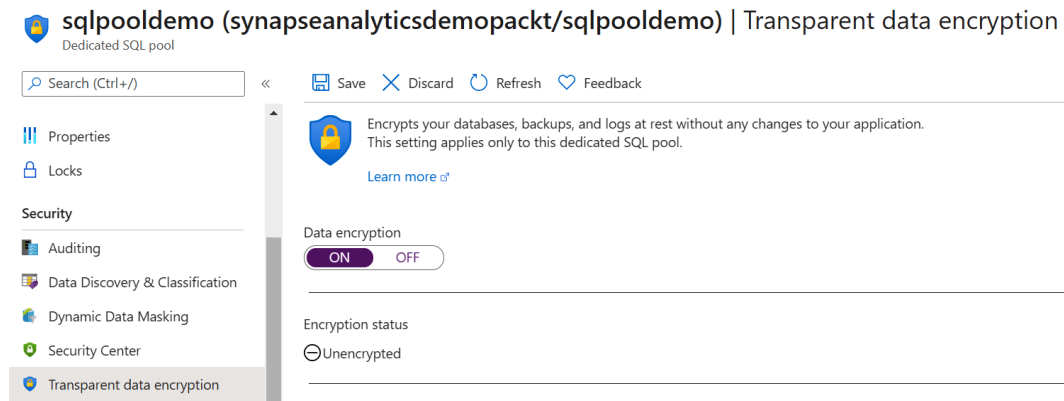 sqlpooldemo (synapseanalyticsdemopackt/sqlpooldemo) | Transparent data encryption
Dedicated SQL pool
Search (Ctrl+/)
«
Save
Discard
Refresh
Feedback
Properties
Locks
Security
Auditing
Data Discovery & Classification
Dynamic Data Masking
Security Center
Transparent data encryption
Encrypts your databases, backups, and logs at rest without any changes to your application.
This setting applies only to this dedicated SQL pool.
Learn more
Data encryption
ON OFF
Encryption status
Unencrypted